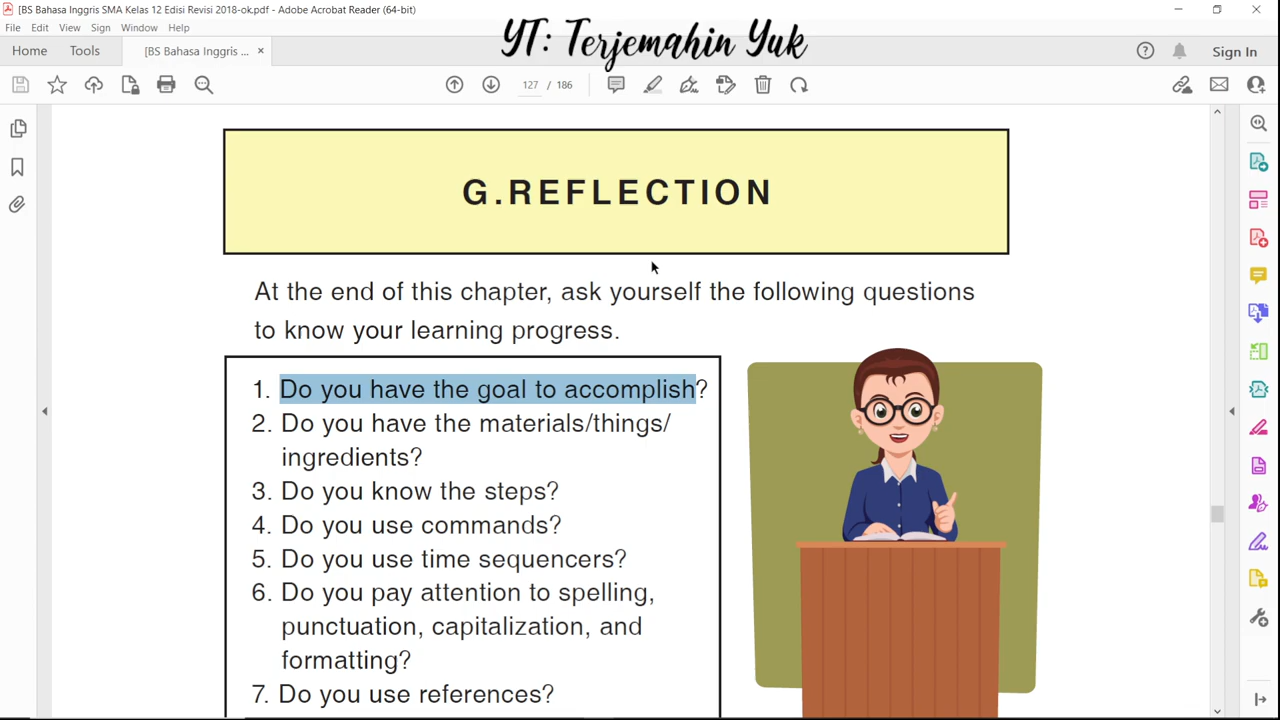 [BS Bahasa Inggris SMA Kelas 12 Edisi Revisi 2018-ok.pdf - Adobe Acrobat Reader (64-bit)
File Edit View Sign Window Help
YT: Terjemahin Yuk
Home Tools [BS Bahasa Inggris ... × Sign In
127 / 186
G.REFLECTION
At the end of this chapter, ask yourself the following questions
to know your learning progress.
1. Do you have the goal to accomplish?
2. Do you have the materials/things/
ingredients?
3. Do you know the steps?
4. Do you use commands?
5. Do you use time sequencers?
6. Do you pay attention to spelling,
punctuation, capitalization, and
formatting?
7. Do you use references?